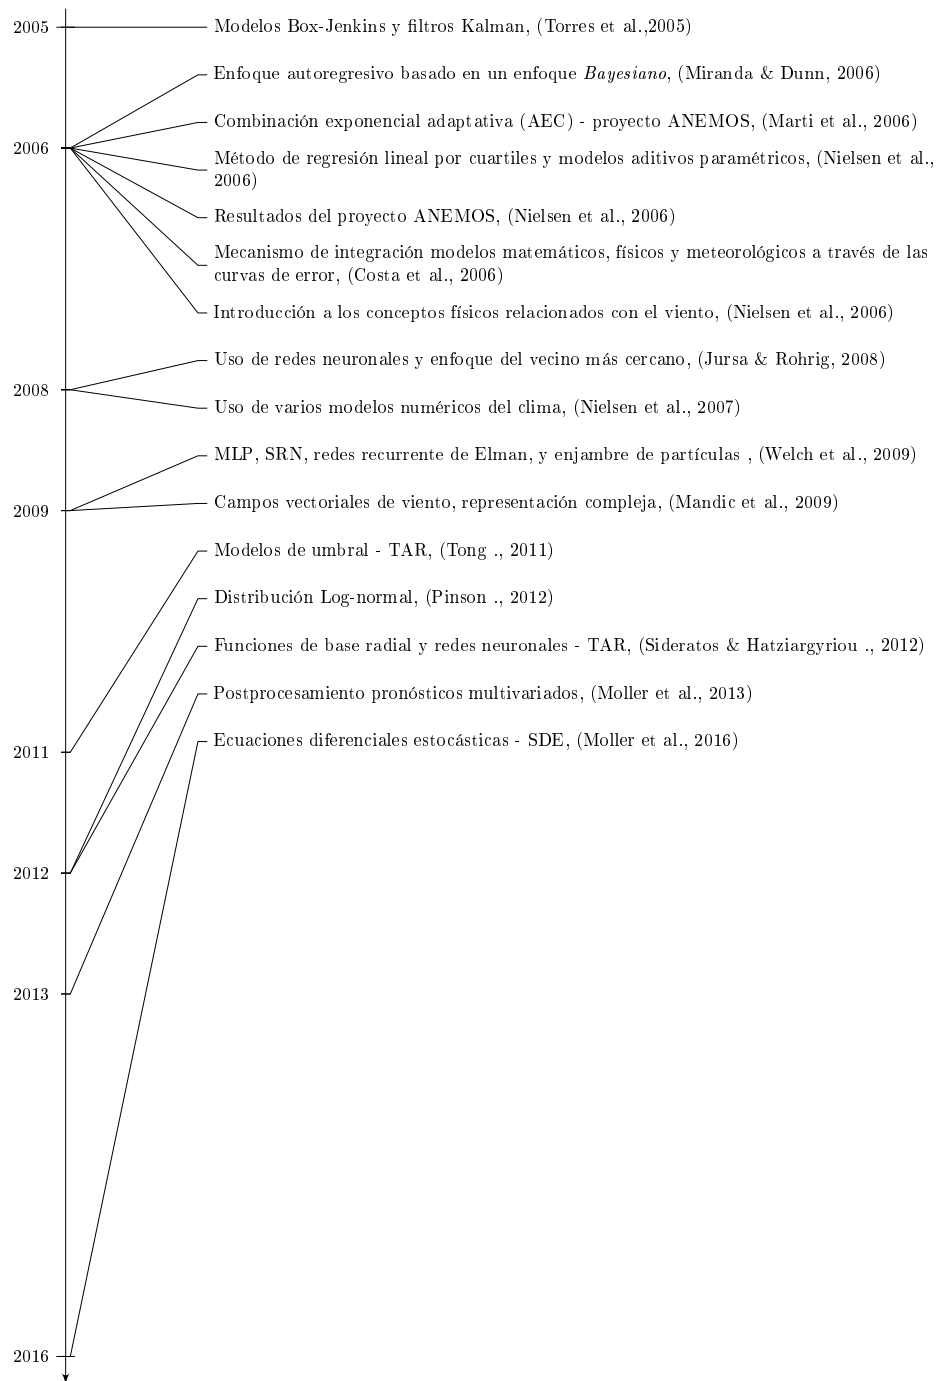 2005
Modelos Box-Jenkins y filtros Kalman, (Torres et al.,2005)
Enfoque autoregresivo basado en un enfoque Bayesiano, (Miranda & Dunn, 2006)
Combinación exponencial adaptativa (AEC) - proyecto ANEMOS, (Marti et al., 2006)
2006
Método de regresión lineal por cuartiles y modelos aditivos paramétricos, (Nielsen et al.,
2006)
Resultados del proyecto ANEMOS, (Nielsen et al., 2006)
Mecanismo de integración modelos matemáticos, físicos y meteorológicos a través de las
curvas de error, (Costa et al., 2006)
Introducción a los conceptos físicos relacionados con el viento, (Nielsen et al., 2006)
Uso de redes neuronales y enfoque del vecino más cercano, (Jursa & Rohrig, 2008)
2008
Uso de varios modelos numéricos del clima, (Nielsen et al., 2007)
MLP, SRN, redes recurrente de Elman, y enjambre de partículas , (Welch et al., 2009)
Campos vectoriales de viento, representación compleja, (Mandic et al., 2009)
2009
Modelos de umbral - TAR, (Tong ., 2011)
Distribución Log-normal, (Pinson ., 2012)
Funciones de base radial y redes neuronales - TAR, (Sideratos & Hatziargyriou ., 2012)
Postprocesamiento pronósticos multivariados, (Moller et al., 2013)
Ecuaciones diferenciales estocásticas - SDE, (Moller et al., 2016)
2011
2012
2013
2016